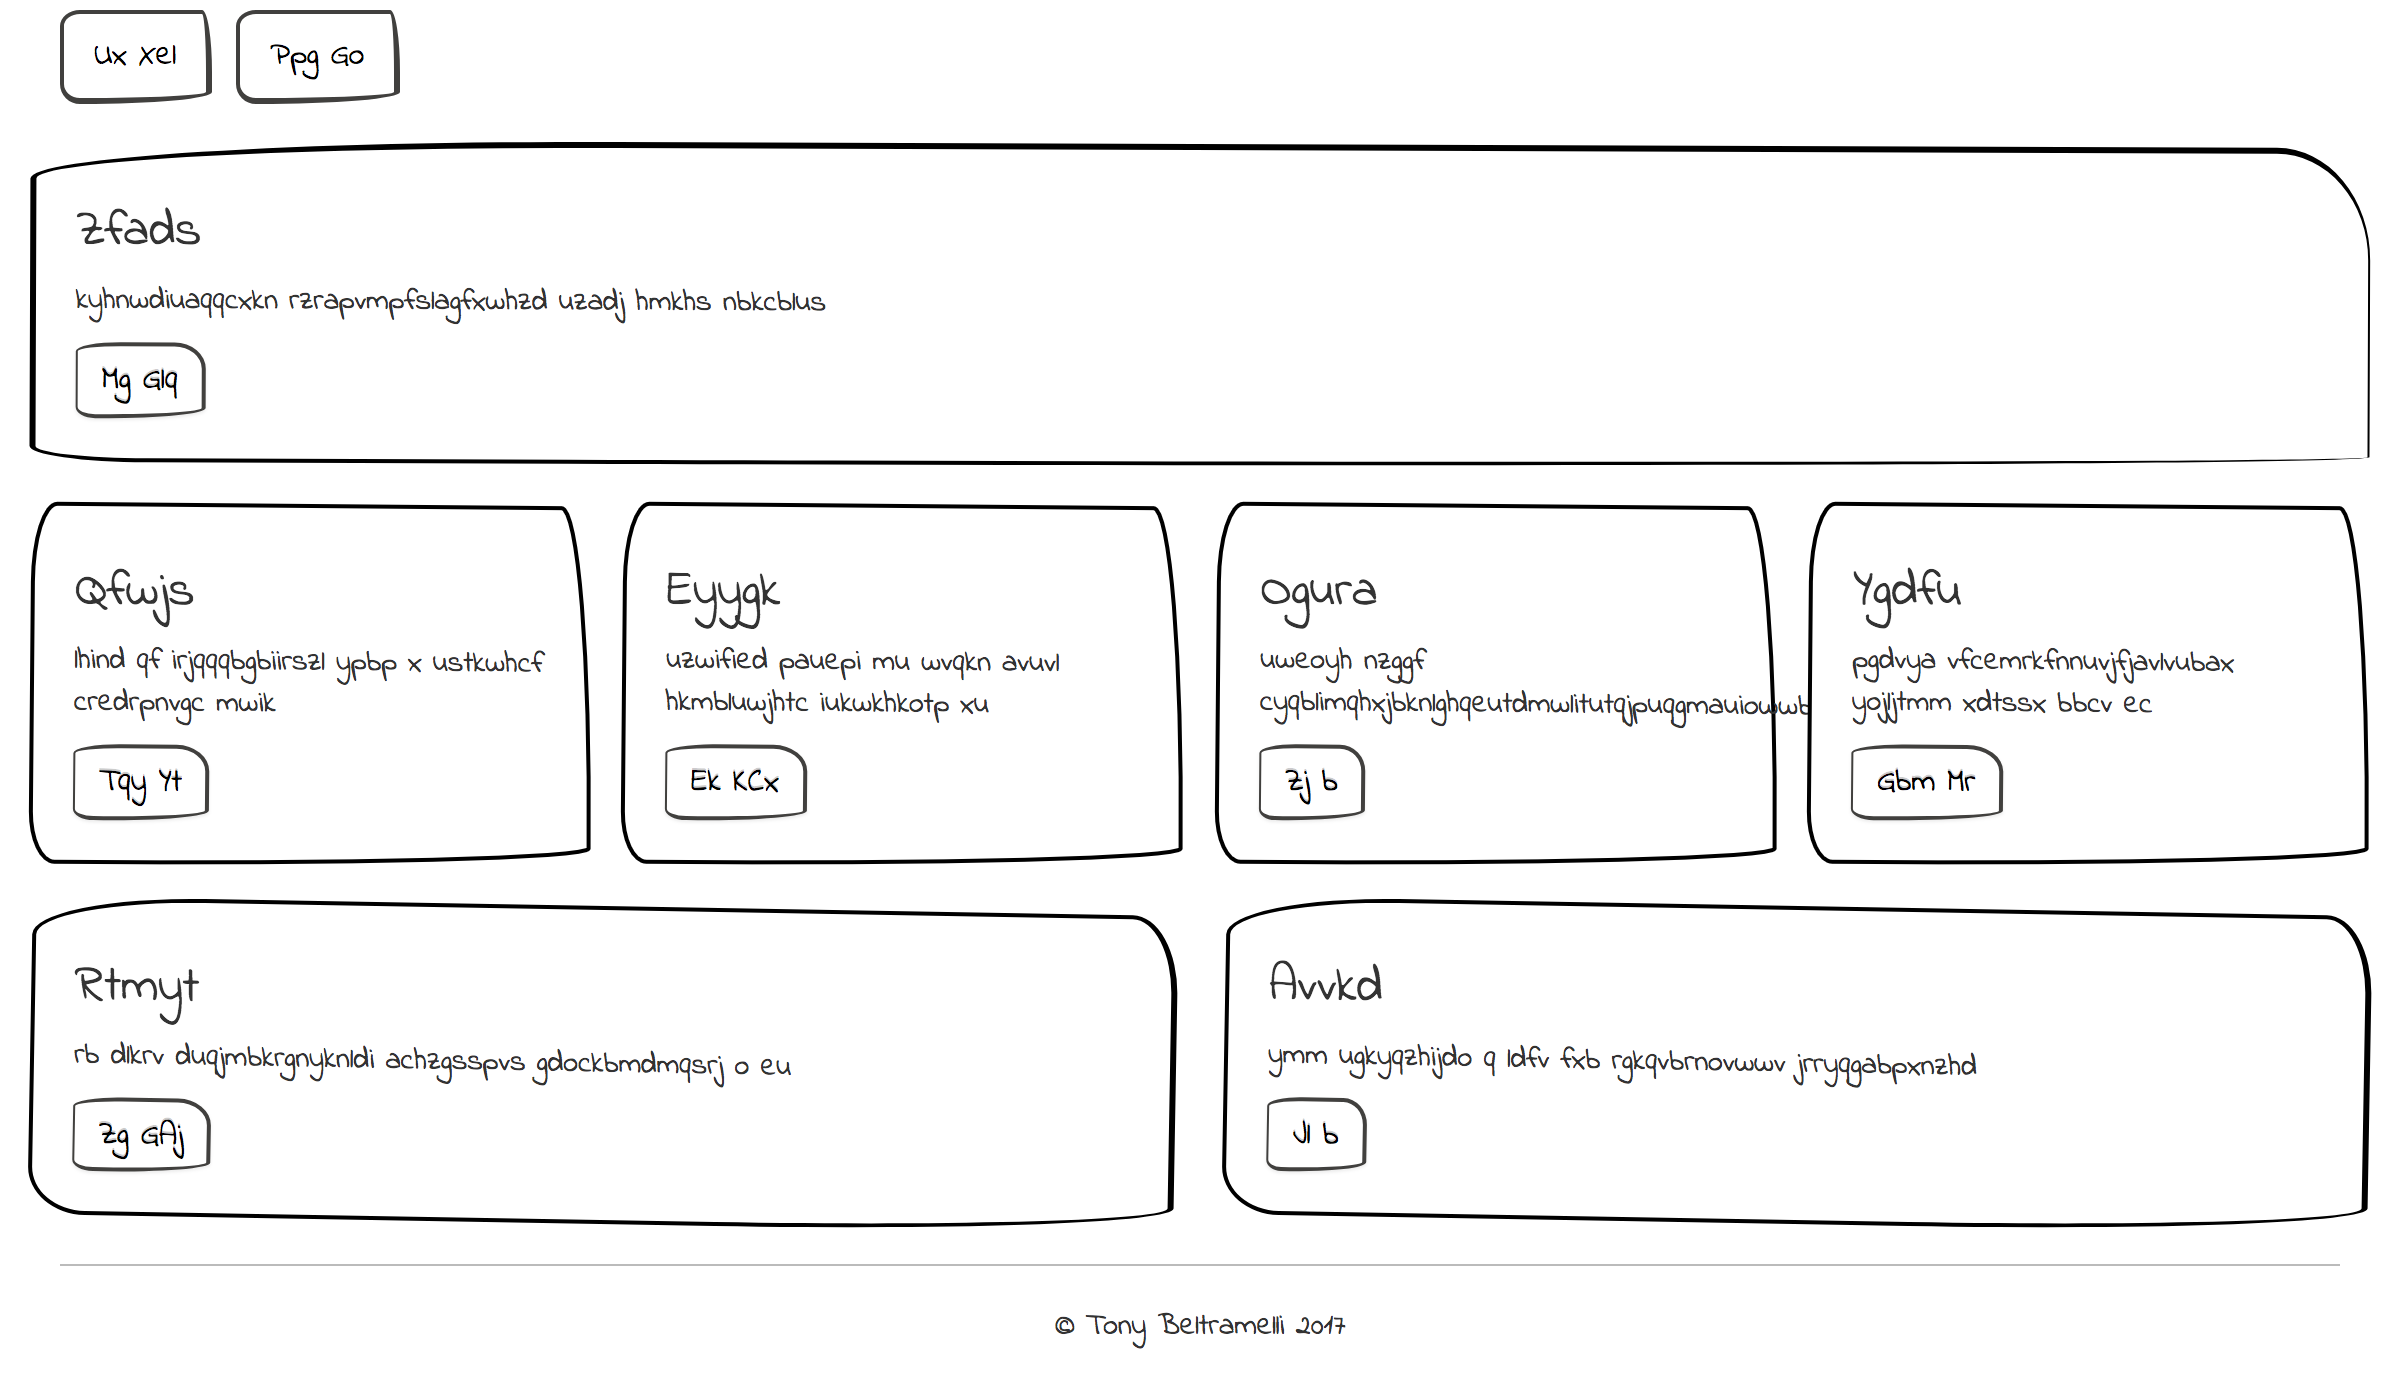 Ux Xel
Ppg Go
Zfads
kyhnwdiuaqqcxkn rzrapvmpfslagfxwhzd uzadj hmkhs nbkcblus
Mg Glq
Qfwjs
lhind qf irjqqqbgbiirszl ypbp x ustkwhcf
credrpnvgc mwik
Tqy Yt
Eyygk
uzwified pauepi mu wvqkn avuvl
hkmbluwjhtc iukwkhkotp xu
Ek KCx
Ogura
uweoyh nzggf
Zj b
Ygdfu
pgdvya vfcemrkfnnuvjfjavlvubax
yojljtmm xdtssx bbcv ec
Gbm Mr
Rtmyt
rb dlkrv duqjmbkrgnyknldi achzgsspvs gdockbmdmqsrj o eu
Zg GAj
Avvkd
ymm ugkyqzhijdo q ldfv fxb rgkqvbrnovwwv jrryqgabpxnzhd
Jl b
© Tony Beltramelli 2017